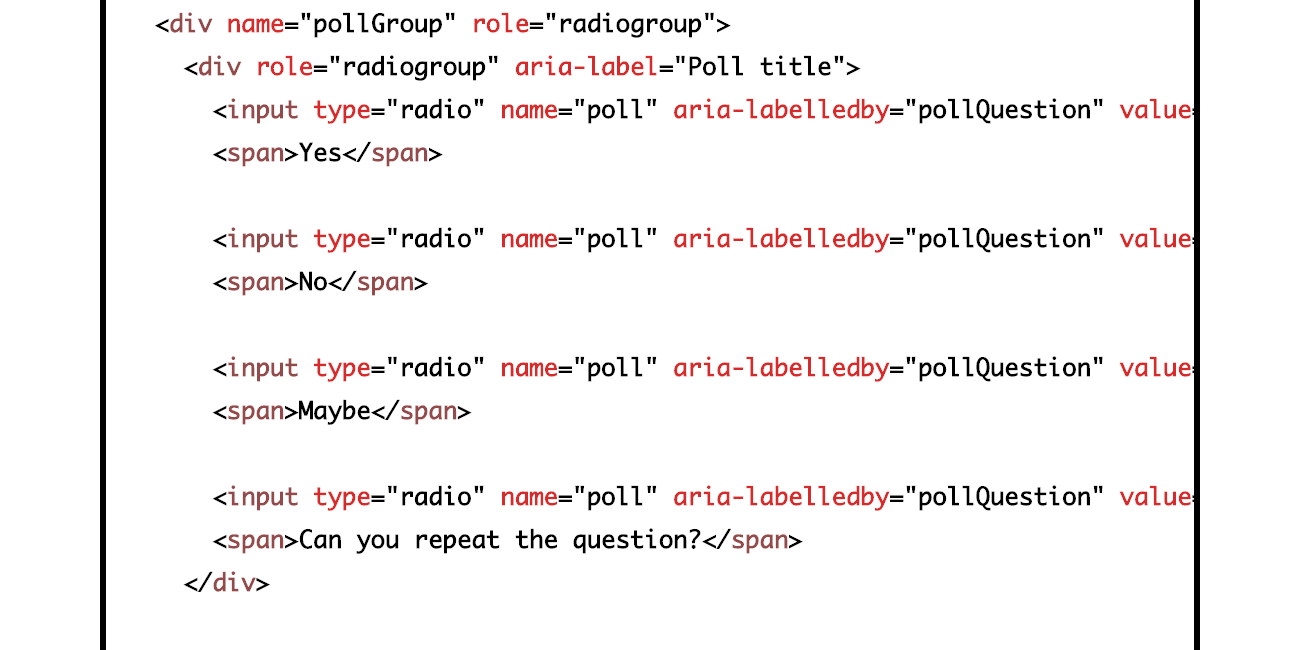 <div name="pollGroup" role="radiogroup">
<div role="radiogroup" aria-label="Poll title">
<input type="radio" name="poll" aria-labelledby="pollQuestion" value=
<span>Yes</span>
<input type="radio" name="poll" aria-labelledby="pollQuestion" value=
<span>No</span>
<input type="radio" name="poll" aria-labelledby="pollQuestion" value=
<span>Maybe</span>
<input type="radio" name="poll" aria-labelledby="pollQuestion" value=
<span>Can you repeat the question?</span>
</div>